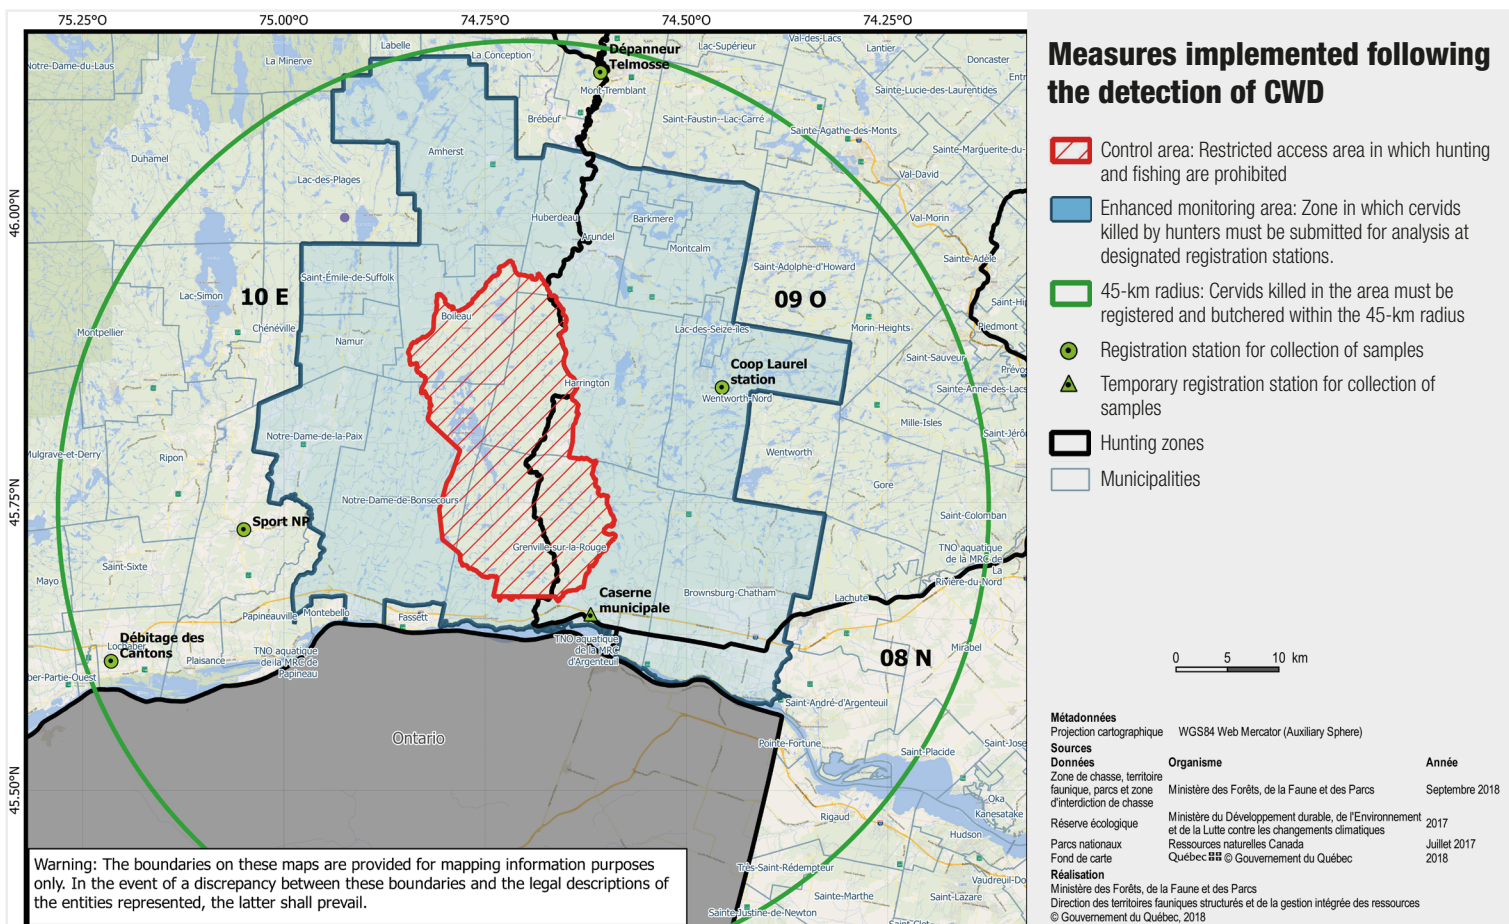 75.25°O
75.00°O
74.75°O
74.50°O
74.25°O
46.00°N
45.75°N
45.50°N
Notre-Dame-du-Laus
La Minerve
Labelle
La Conception
Dépanneur
Telmosse
Lac-Supérieur
Val-des-Lacs
Lantier
Doncaster
Entr
Mont-Tremblant
Sainte-Lucie-des-Laurentides
Brébeuf
Saint-Faustin--Lac-Carré
Sainte-Agathe-des-Monts
Sainte-Marguerite-du-
Duhamel
Amherst
Lac-des-Plages
Val-David
Huberdeau
Barkmere
Val-Morin
Arundel
Montcalm
Sainte-Adèle
Saint-Adolphe-d'Howard
Saint-Émile-de-Suffolk
Lac-Simon
10 E
09 O
Saint-Hi
Boileau
Chénéville
Montpellier
Namur
Lac-des-Seize-Iles
Morin-Heights
Piedmont
Saint-Sauveur
Prévos
Coop Laurel
station
Harrington
Wentworth-Nord
Sainte-Anne-des-Lacs
Mille-Isles
Saint-Jérô
Notre-Dame-de-la-Paix
Mulgrave-et-Derry
Ripon
Wentworth
Gore
Notre-Dame-de-Bonsecours
Saint-Colomban
Sport NP
Grenville-sur-la-Rouge
TNO aquatique
de la MRC de
La
Rivière-du-Nord
Saint-Sixte
Mayo
Caserne
municipale
Brownsburg-Chatham
Lachute
Papineauville
Montebello
Fassett
Débitage des
Cantons
Lochaber
Plaisance
TNO aquatique
de la MRC de
Papineau
TNO aquatique
de la MRC
d'Argenteuil
08 N
Mirabel
ber-Partie-Ouest
Saint-André-d'Argenteuil
Ontario
Pointe-Fortune
Saint-Placide
Saint-Jose
Oka
Kanesatake
Rigaud
Hudson
Très-Saint-Rédempteur
Vaudreuil-Do
Sainte-Marthe
Saint-Lazare
Sainte-Justine-de-Newton
Warning: The boundaries on these maps are provided for mapping information purposes
only. In the event of a discrepancy between these boundaries and the legal descriptions of
the entities represented, the latter shall prevail.
Measures implemented following
the detection of CWD
Control area: Restricted access area in which hunting
and fishing are prohibited
Enhanced monitoring area: Zone in which cervids
killed by hunters must be submitted for analysis at
designated registration stations.
45-km radius: Cervids killed in the area must be
registered and butchered within the 45-km radius
Registration station for collection of samples
Temporary registration station for collection of
samples
Hunting zones
Municipalities
0 5 10 km
Métadonnées
Projection cartographique WGS84 Web Mercator (Auxiliary Sphere)
Sources
Données Organisme Année
Zone de chasse, territoire
faunique, parcs et zone
d'interdiction de chasse
Ministère des Forêts, de la Faune et des Parcs Septembre 2018
Réserve écologique
Ministère du Développement durable, de l'Environnement
et de la Lutte contre les changements climatiques
2017
Parcs nationaux Ressources naturelles Canada Juillet 2017
Fond de carte Québec © Gouvernement du Québec 2018
Réalisation
Ministère des Forêts, de la Faune et des Parcs
Direction des territoires fauniques structurés et de la gestion intégrée des ressources
© Gouvernement du Québec, 2018